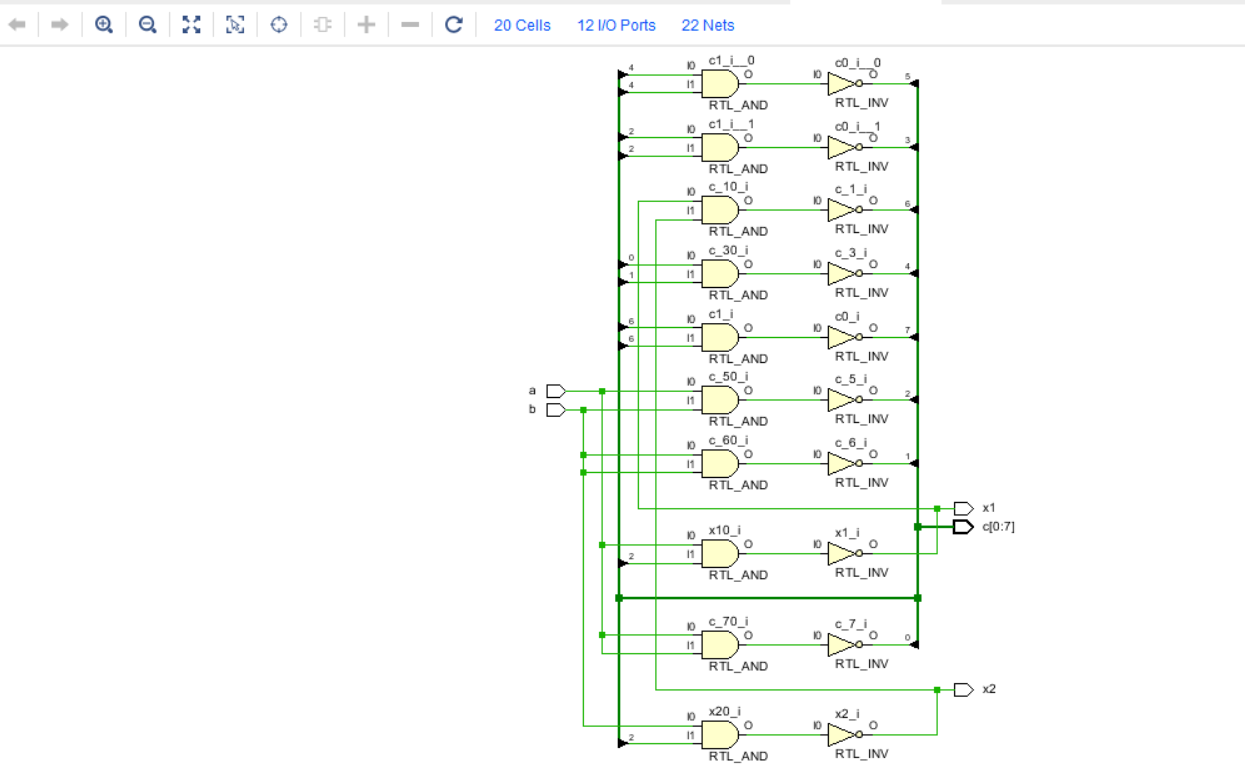 20 Cells 12 I/O Ports 22 Nets
c1_i__0 c0_i__0
4 I0 O I0 O 5
4 I1
RTL_AND RTL_INV
c1_i__1 c0_i__1
2 I0 O I0 O 3
2 I1
RTL_AND RTL_INV
c_10_i c_1_i
I0 O I0 O 6
I1
RTL_AND RTL_INV
c_30_i c_3_i
0 I0 O I0 O 4
1 I1
RTL_AND RTL_INV
c1_i c0_i
6 I0 O I0 O 7
6 I1
RTL_AND RTL_INV
c_50_i c_5_i
a I0 O I0 O 2
b I1
RTL_AND RTL_INV
c_60_i c_6_i
I0 O I0 O 1
I1
RTL_AND RTL_INV
x1
c[0:7]
x10_i x1_i
I0 O I0 O
2 I1
RTL_AND RTL_INV
c_70_i c_7_i
I0 O I0 O 0
I1
RTL_AND RTL_INV
x2
x20_i x2_i
I0 O I0 O
2 I1
RTL_AND RTL_INV